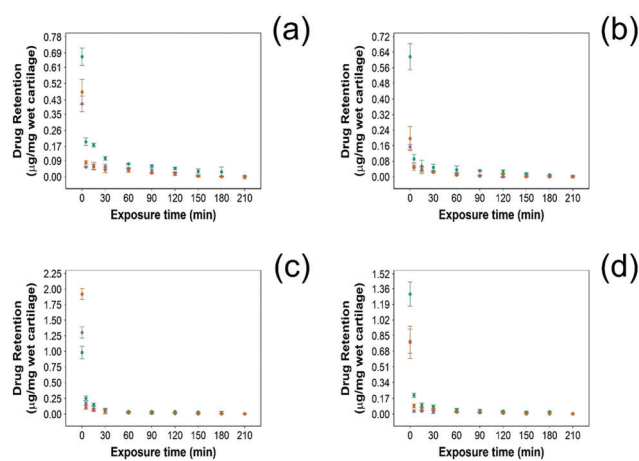 (a)
Drug Retention
(µg/mg wet cartilage)
0.78
0.69
0.61
0.52
0.43
0.35
0.26
0.17
0.09
0.00
0 30 60 90 120 150 180 210
Exposure time (min)
(b)
Drug Retention
(µg/mg wet cartilage)
0.72
0.64
0.56
0.48
0.40
0.32
0.24
0.16
0.08
0.00
0 30 60 90 120 150 180 210
Exposure time (min)
(c)
Drug Retention
(µg/mg wet cartilage)
2.25
2.00
1.75
1.50
1.25
1.00
0.75
0.50
0.25
0.00
0 30 60 90 120 150 180 210
Exposure time (min)
(d)
Drug Retention
(µg/mg wet cartilage)
1.52
1.36
1.19
1.02
0.85
0.68
0.51
0.34
0.17
0.00
0 30 60 90 120 150 180 210
Exposure time (min)